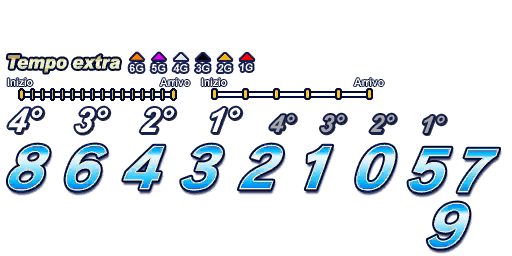 Tempo extra 6G 5G 4G 3G 2G 1G
Inizio Arrivo Inizio Arrivo
4° 3° 2° 1° 4° 3° 2° 1°
8 6 4 3 2 1 0 5 7
9